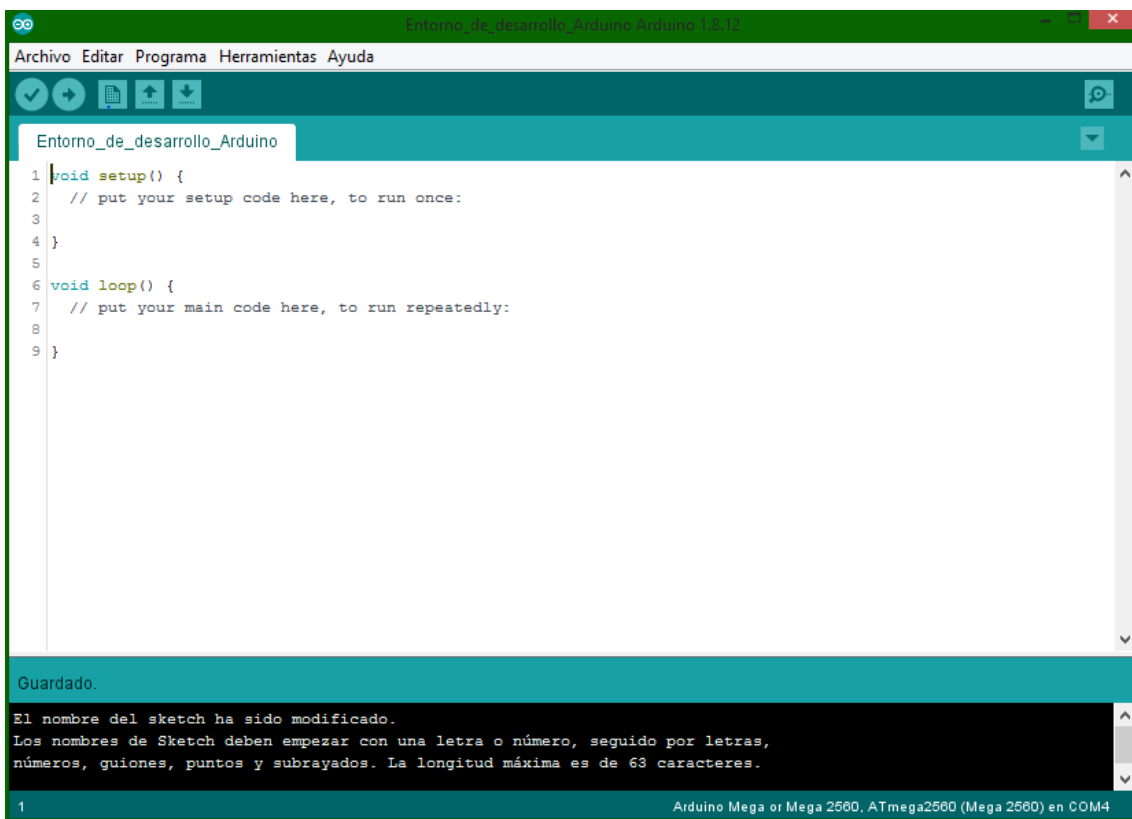 Entorno_de_desarrollo_Arduino Arduino 1.8.12
Archivo Editar Programa Herramientas Ayuda
Entorno_de_desarrollo_Arduino
1 void setup() {
2   // put your setup code here, to run once:
3
4 }
5
6 void loop() {
7   // put your main code here, to run repeatedly:
8
9 }
Guardado.
El nombre del sketch ha sido modificado.
Los nombres de Sketch deben empezar con una letra o número, seguido por letras,
números, guiones, puntos y subrayados. La longitud máxima es de 63 caracteres.
1 Arduino Mega or Mega 2560, ATmega2560 (Mega 2560) en COM4